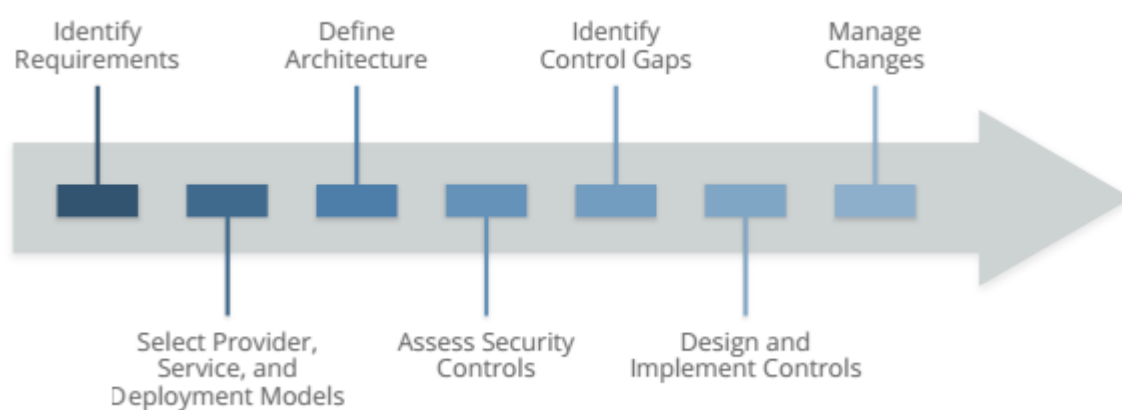 Identify
Requirements
Define
Architecture
Identify
Control Gaps
Manage
Changes
Select Provider,
Service, and
Deployment Models
Assess Security
Controls
Design and
Implement Controls